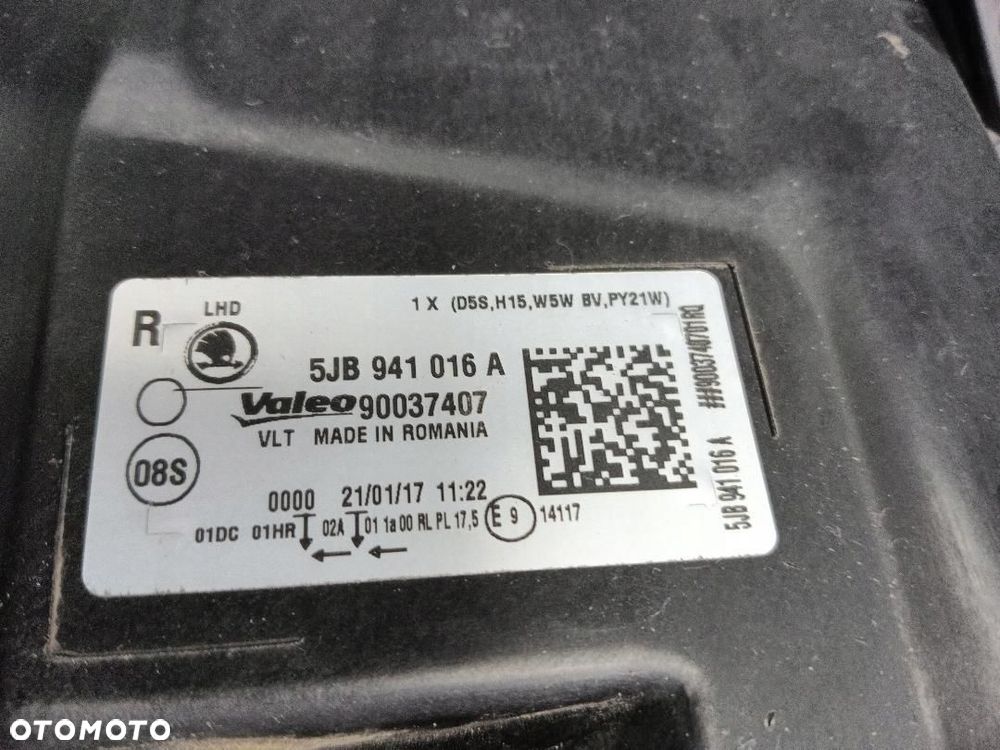 R
LHD
1 X (D5S,H15,W5W BV,PY21W)
5JB 941 016 A
Valeo 90037407
VLT MADE IN ROMANIA
08S
0000 21/01/17 11:22
01DC 01HR 02A 01 1a 00 RL PL 17,5 E 9 14117
5JB 941 016 A ###9003740701RQ
OTOMOTO